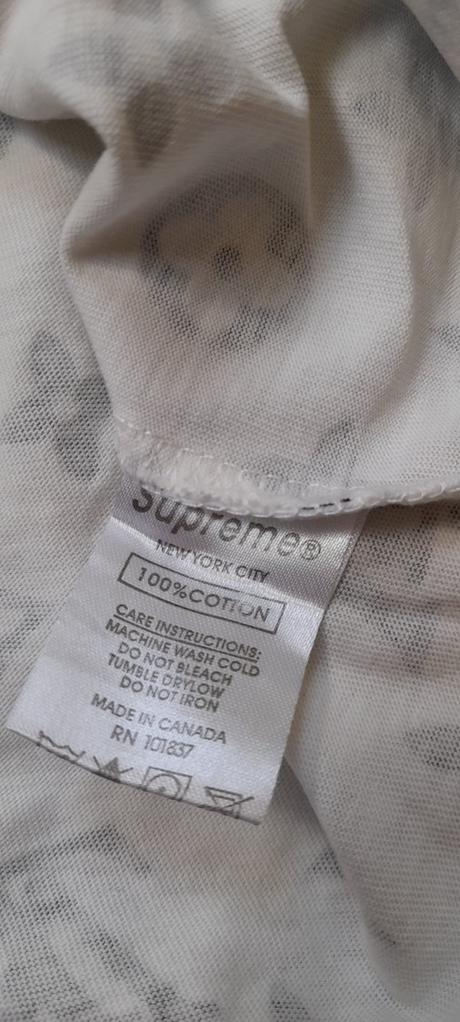 Supreme®
NEW YORK CITY
100%COTTON
CARE INSTRUCTIONS:
MACHINE WASH COLD
DO NOT BLEACH
TUMBLE DRYLOW
DO NOT IRON
MADE IN CANADA
RN 101837